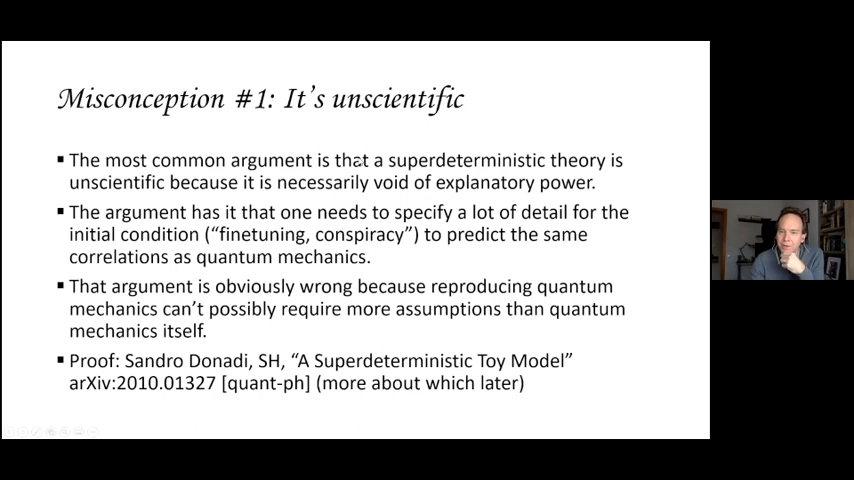 Misconception #1: It's unscientific
▪ The most common argument is that a superdeterministic theory is
unscientific because it is necessarily void of explanatory power.
▪ The argument has it that one needs to specify a lot of detail for the
initial condition (“finetuning, conspiracy”) to predict the same
correlations as quantum mechanics.
▪ That argument is obviously wrong because reproducing quantum
mechanics can't possibly require more assumptions than quantum
mechanics itself.
▪ Proof: Sandro Donadi, SH, “A Superdeterministic Toy Model”
arXiv:2010.01327 [quant-ph] (more about which later)